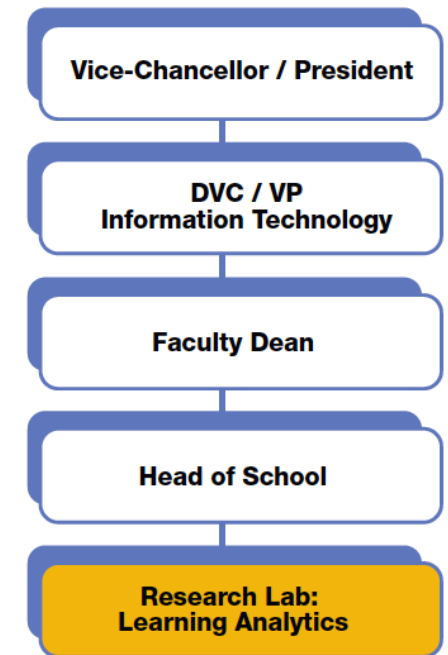 Vice-Chancellor / President
DVC / VP
Information Technology
Faculty Dean
Head of School
Research Lab:
Learning Analytics